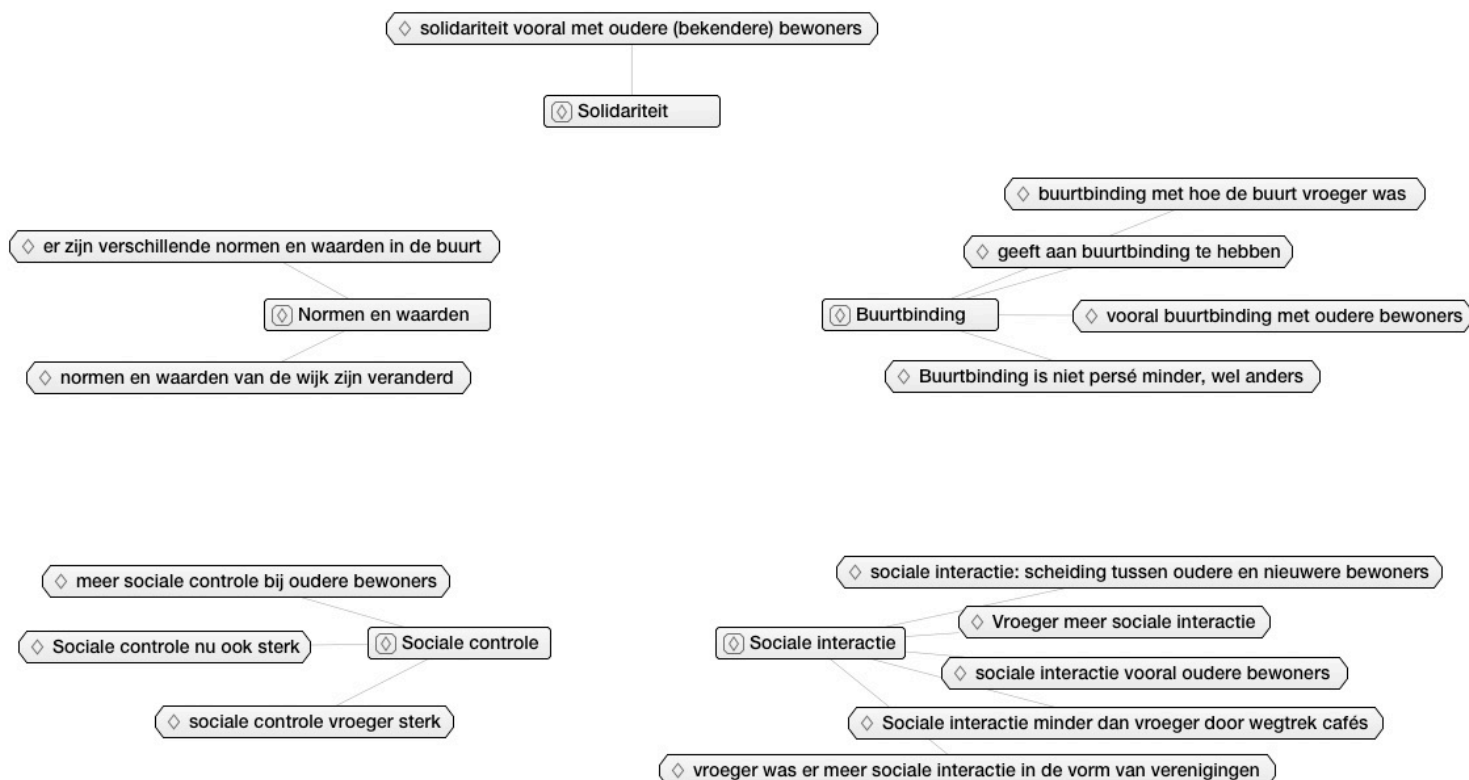 solidariteit vooral met oudere (bekendere) bewoners
Solidariteit
er zijn verschillende normen en waarden in de buurt
Normen en waarden
normen en waarden van de wijk zijn veranderd
buurtbinding met hoe de buurt vroeger was
geeft aan buurtbinding te hebben
Buurtbinding
vooral buurtbinding met oudere bewoners
Buurtbinding is niet persé minder, wel anders
meer sociale controle bij oudere bewoners
Sociale controle nu ook sterk
Sociale controle
sociale controle vroeger sterk
sociale interactie: scheiding tussen oudere en nieuwere bewoners
Vroeger meer sociale interactie
Sociale interactie
sociale interactie vooral oudere bewoners
Sociale interactie minder dan vroeger door wegtrek cafés
vroeger was er meer sociale interactie in de vorm van verenigingen